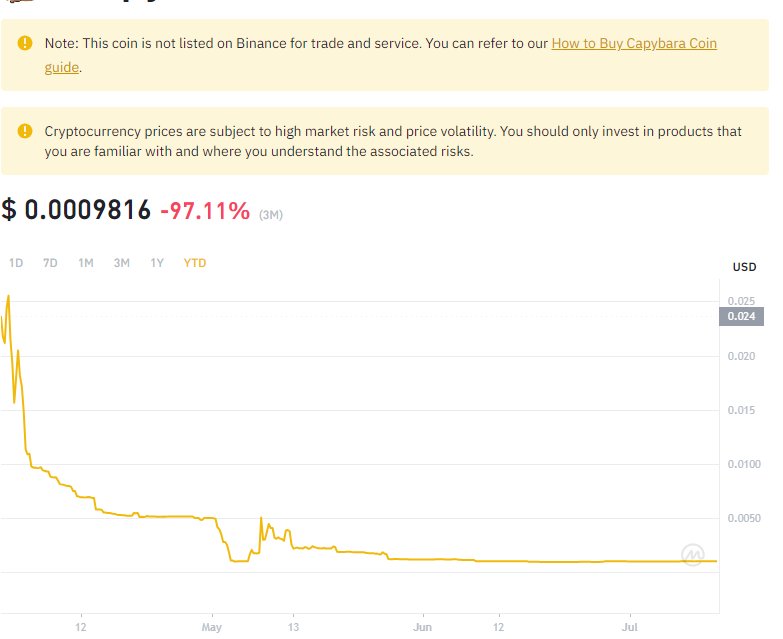 Note: This coin is not listed on Binance for trade and service. You can refer to our How to Buy Capybara Coin
guide.
Cryptocurrency prices are subject to high market risk and price volatility. You should only invest in products that
you are familiar with and where you understand the associated risks.
$ 0.0009816 -97.11% (3M)
1D 7D 1M 3M 1Y YTD
USD
0.025
0.024
0.020
0.015
0.0100
0.0050
12 May 13 Jun 12 Jul